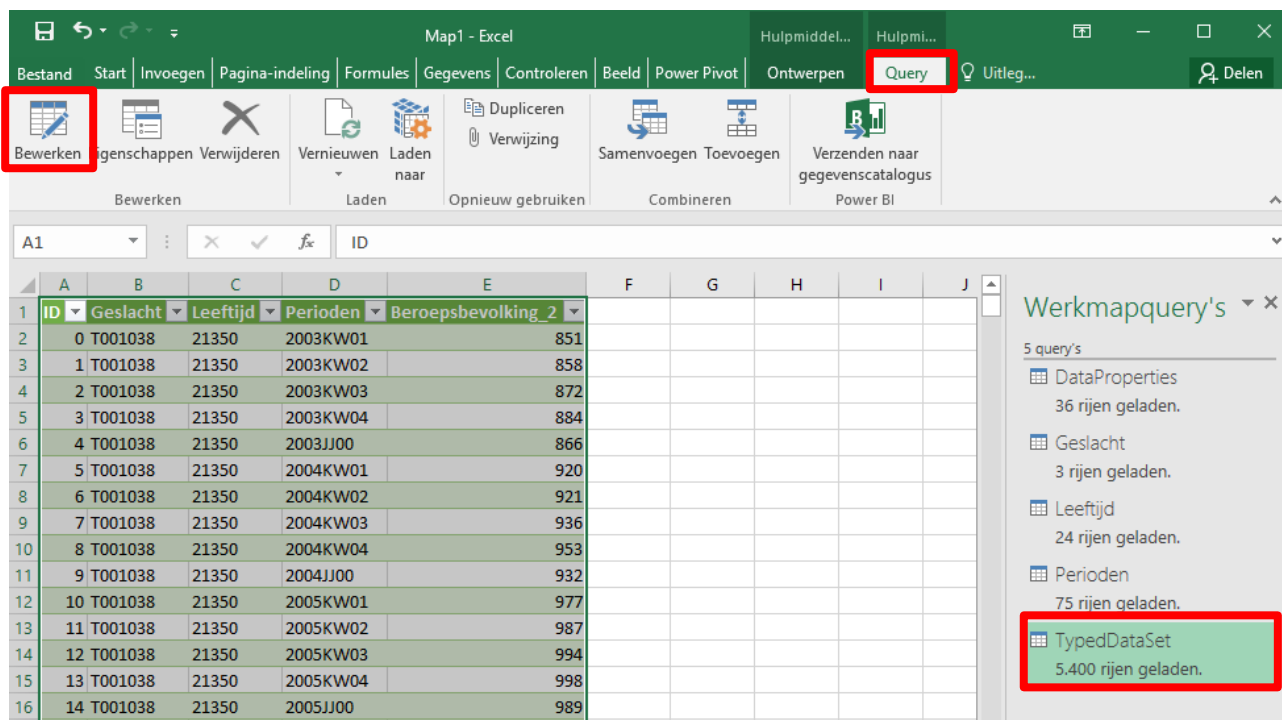 Map1 - Excel
Hulpmiddel... Hulpmi...
Bestand Start Invoegen Pagina-indeling Formules Gegevens Controleren Beeld Power Pivot Ontwerpen Query Uitleg... Delen
Bewerken igenschappen Verwijderen Vernieuwen Laden naar Dupliceren Verwijzing Samenvoegen Toevoegen Verzenden naar gegevenscatalogus
Bewerken Laden Opnieuw gebruiken Combineren Power BI
A1 fx ID
A B C D E F G H I J
1 ID Geslacht Leeftijd Perioden Beroepsbevolking_2
2 0 T001038 21350 2003KW01 851
3 1 T001038 21350 2003KW02 858
4 2 T001038 21350 2003KW03 872
5 3 T001038 21350 2003KW04 884
6 4 T001038 21350 2003JJ00 866
7 5 T001038 21350 2004KW01 920
8 6 T001038 21350 2004KW02 921
9 7 T001038 21350 2004KW03 936
10 8 T001038 21350 2004KW04 953
11 9 T001038 21350 2004JJ00 932
12 10 T001038 21350 2005KW01 977
13 11 T001038 21350 2005KW02 987
14 12 T001038 21350 2005KW03 994
15 13 T001038 21350 2005KW04 998
16 14 T001038 21350 2005JJ00 989
Werkmapquery's
5 query's
DataProperties
36 rijen geladen.
Geslacht
3 rijen geladen.
Leeftijd
24 rijen geladen.
Perioden
75 rijen geladen.
TypedDataSet
5.400 rijen geladen.